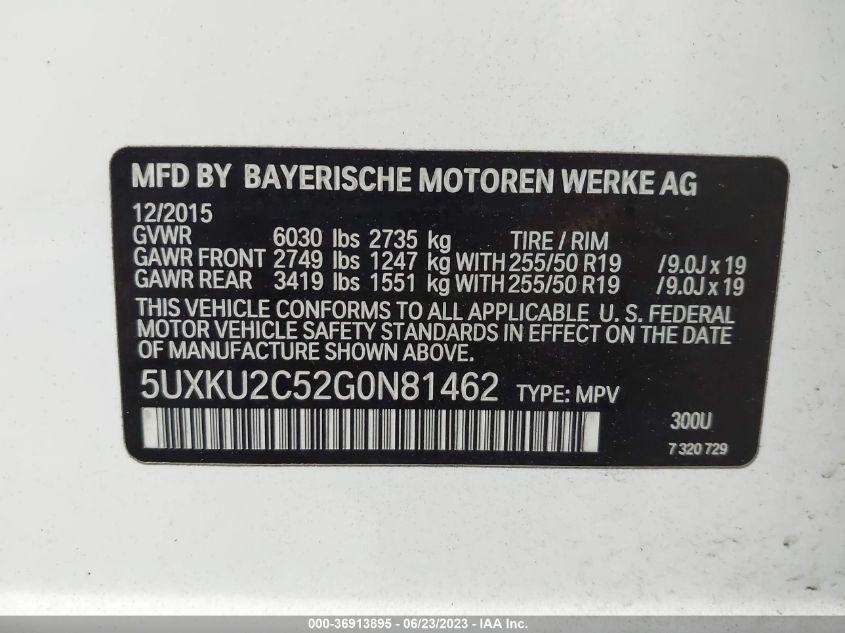 MFD BY BAYERISCHE MOTOREN WERKE AG
12/2015
GVWR 6030 lbs 2735 kg TIRE / RIM
GAWR FRONT 2749 lbs 1247 kg WITH 255/50 R19 /9.0J x 19
GAWR REAR 3419 lbs 1551 kg WITH 255/50 R19 /9.0J x 19
THIS VEHICLE CONFORMS TO ALL APPLICABLE U. S. FEDERAL
MOTOR VEHICLE SAFETY STANDARDS IN EFFECT ON THE DATE
OF MANUFACTURE SHOWN ABOVE.
5UXKU2C52G0N81462 TYPE: MPV
300U
7 320 729
000-36913895 - 06/23/2023 - IAAI, Inc.